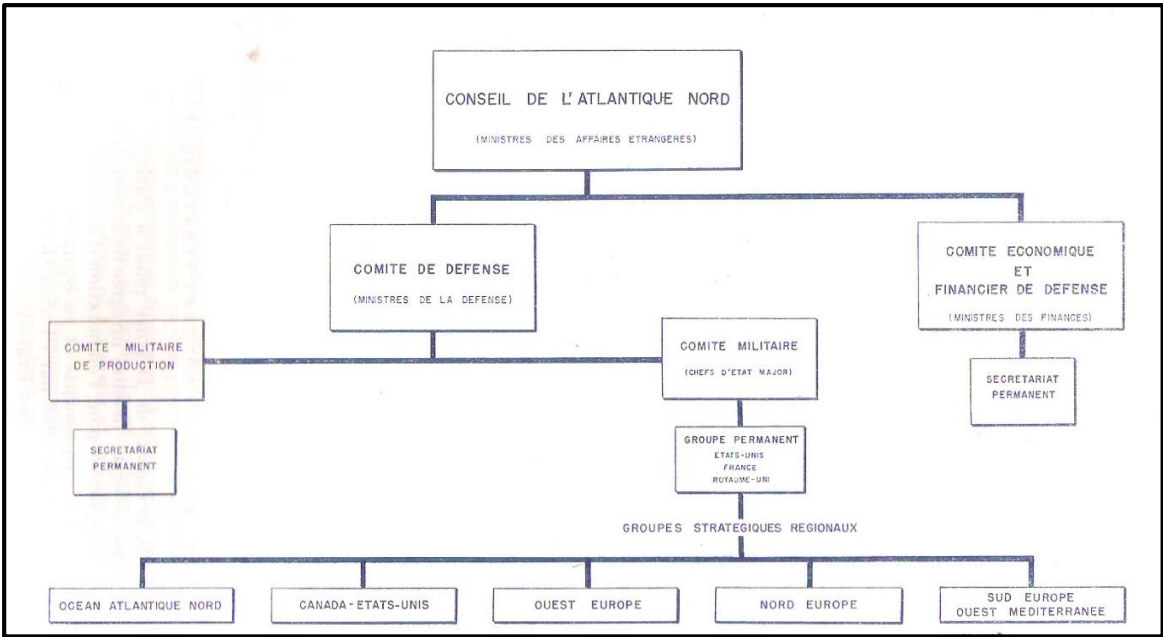 CONSEIL DE L'ATLANTIQUE NORD
(MINISTRES DES AFFAIRES ETRANGERES)
COMITE DE DEFENSE
(MINISTRES DE LA DEFENSE)
COMITE ECONOMIQUE
ET
FINANCIER DE DEFENSE
(MINISTRES DES FINANCES)
COMITE MILITAIRE
DE PRODUCTION
COMITE MILITAIRE
(CHEFS D'ETAT MAJOR)
SECRETARIAT
PERMANENT
SECRETARIAT
PERMANENT
GROUPE PERMANENT
ETATS-UNIS
FRANCE
ROYAUME-UNI
GROUPES STRATEGIQUES REGIONAUX
OCEAN ATLANTIQUE NORD
CANADA-ETATS-UNIS
OUEST EUROPE
NORD EUROPE
SUD EUROPE
OUEST MEDITERRANEE